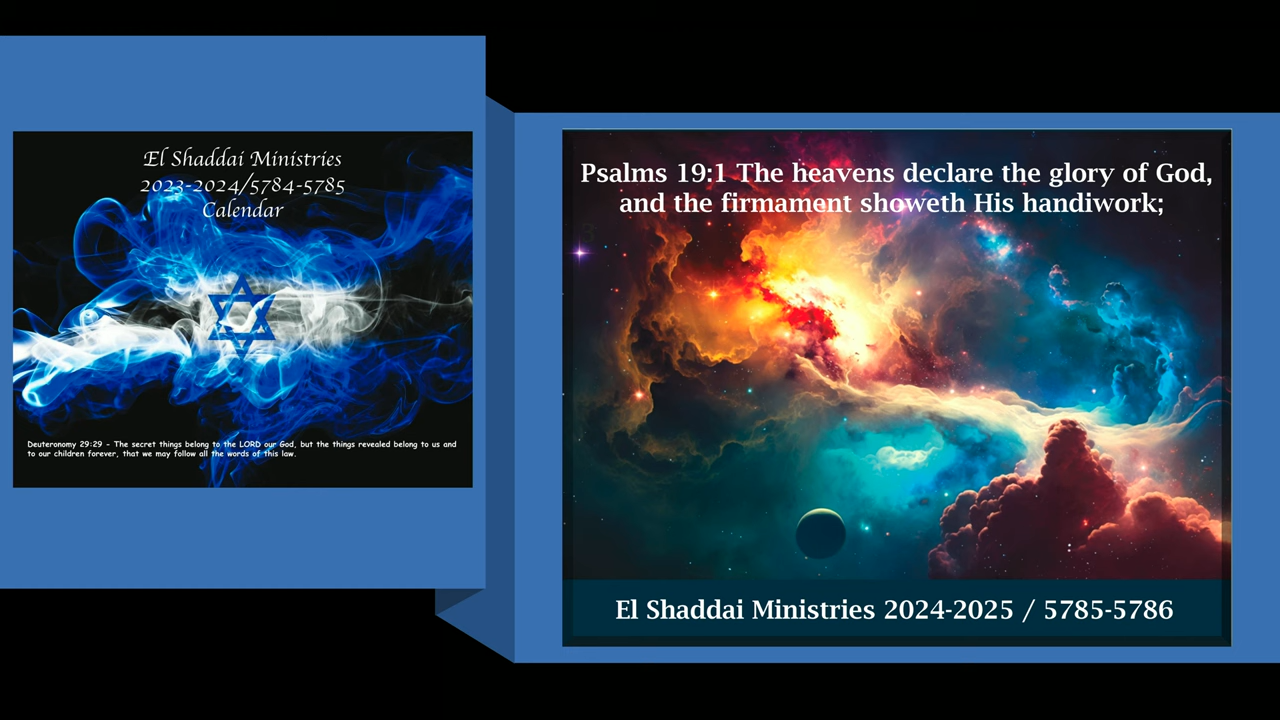 El Shaddai Ministries
2023-2024/5784-5785
Calendar
Deuteronomy 29:29 - The secret things belong to the LORD our God, but the things revealed belong to us and
to our children forever, that we may follow all the words of this law.
Psalms 19:1 The heavens declare the glory of God,
and the firmament showeth His handiwork;
El Shaddai Ministries 2024-2025 / 5785-5786